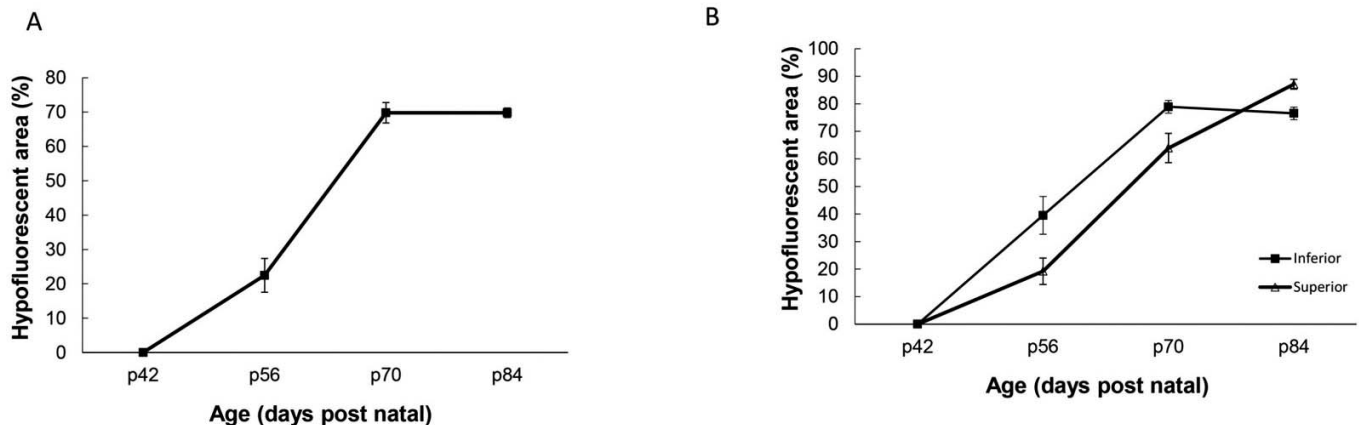 A
Hypofluorescent area (%)
80
70
60
50
40
30
20
10
0
p42 p56 p70 p84
Age (days post natal)
B
Hypofluorescent area (%)
100
90
80
70
60
50
40
30
20
10
0
Inferior
Superior
p42 p56 p70 p84
Age (days post natal)